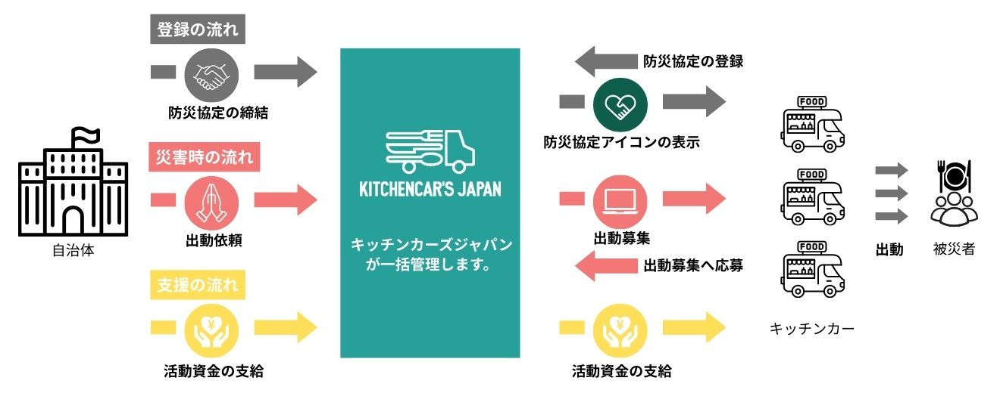 登録の流れ
防災協定の締結
災害時の流れ
出動依頼
自治体
支援の流れ
¥
活動資金の支給
KITCHENCAR'S JAPAN
キッチンカーズジャパン
が一括管理します。
防災協定の登録
防災協定アイコンの表示
出動募集
出動募集へ応募
¥
活動資金の支給
FOOD
FOOD
FOOD
キッチンカー
出動
被災者